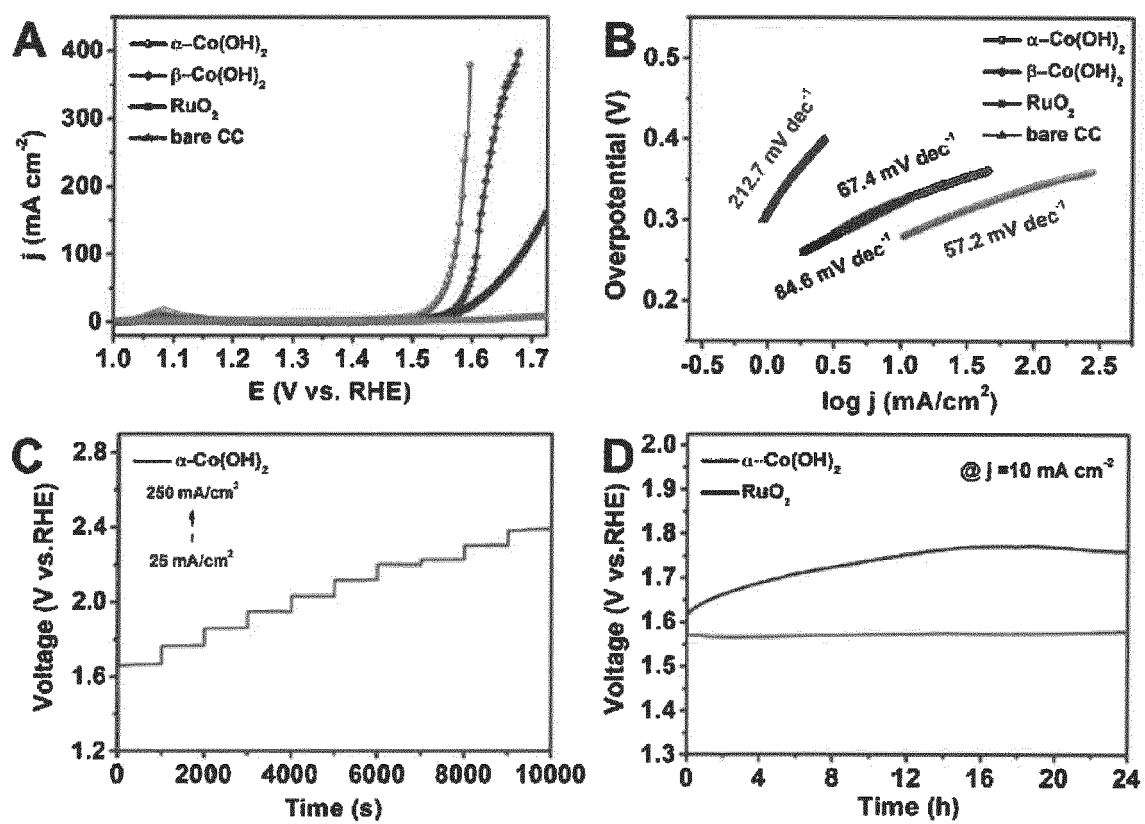 A
α–Co(OH)2
β–Co(OH)2
RuO2
bare CC
400
300
200
100
0
j (mA cm-2)
1.0 1.1 1.2 1.3 1.4 1.5 1.6 1.7
E (V vs. RHE)
B
α–Co(OH)2
β–Co(OH)2
RuO2
bare CC
0.5
0.4
0.3
0.2
Overpotential (V)
212.7 mV dec-1
67.4 mV dec-1
84.6 mV dec-1
57.2 mV dec-1
-0.5 0.0 0.5 1.0 1.5 2.0 2.5
log j (mA/cm2)
C
α-Co(OH)2
250 mA/cm2
25 mA/cm2
2.8
2.4
2.0
1.6
1.2
Voltage (V vs.RHE)
0 2000 4000 6000 8000 10000
Time (s)
D
α–Co(OH)2
RuO2
@ j =10 mA cm-2
2.0
1.9
1.8
1.7
1.6
1.5
1.4
1.3
Voltage (V vs.RHE)
0 4 8 12 16 20 24
Time (h)